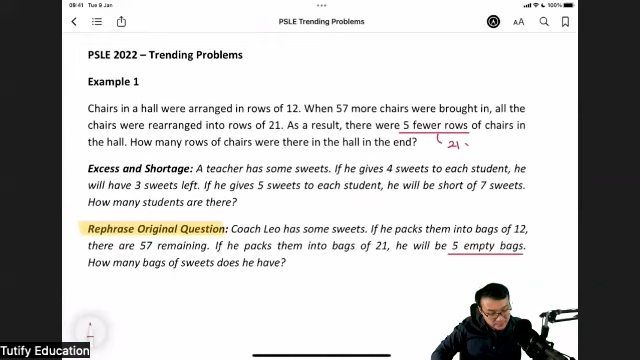 09:41 Tue 9 Jan
100%
PSLE Trending Problems
AA
PSLE 2022 – Trending Problems
Example 1
Chairs in a hall were arranged in rows of 12. When 57 more chairs were brought in, all the
chairs were rearranged into rows of 21. As a result, there were 5 fewer rows of chairs in
the hall. How many rows of chairs were there in the hall in the end?
21
Excess and Shortage: A teacher has some sweets. If he gives 4 sweets to each student, he
will have 3 sweets left. If he gives 5 sweets to each student, he will be short of 7 sweets.
How many students are there?
Rephrase Original Question: Coach Leo has some sweets. If he packs them into bags of 12,
there are 57 remaining. If he packs them into bags of 21, he will be 5 empty bags.
How many bags of sweets does he have?
Tutify Education